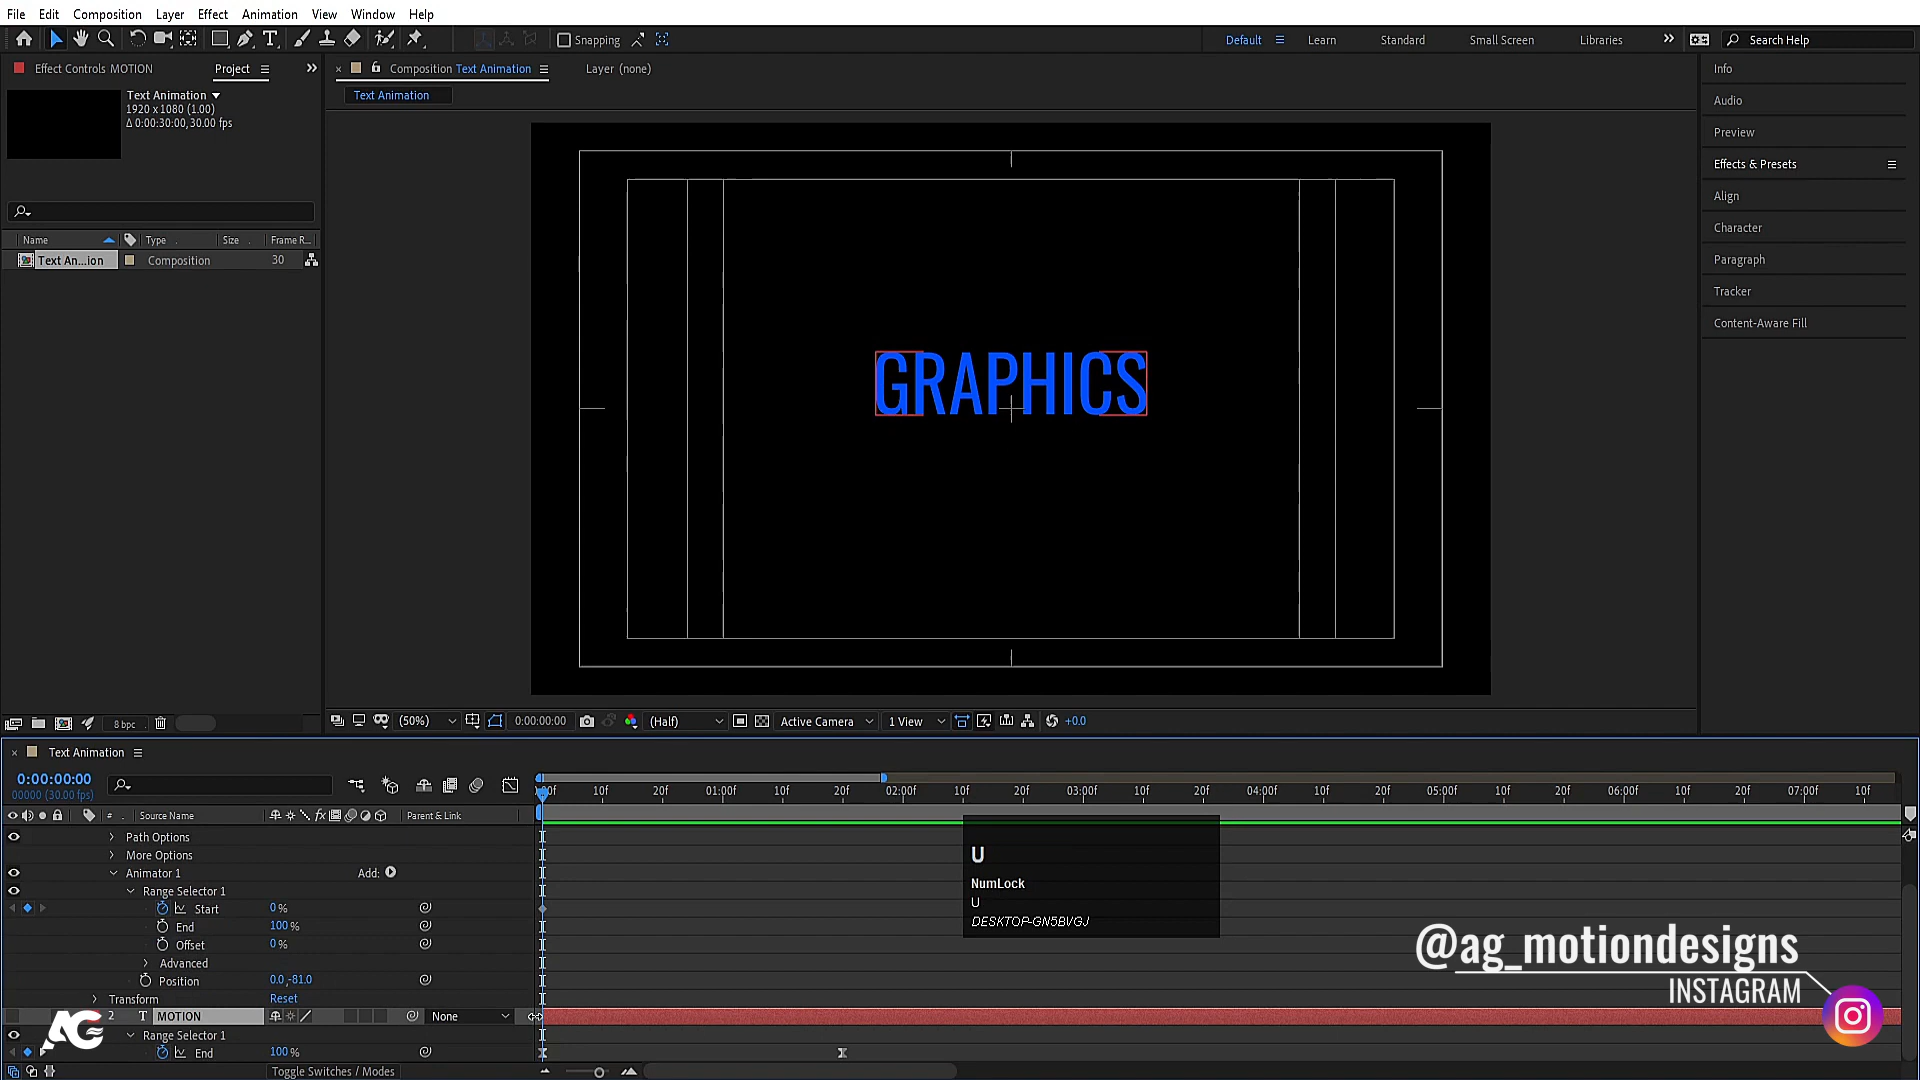 File Edit Composition Layer Effect Animation View Window Help
Snapping
Default Learn Standard Small Screen Libraries Search Help
Effect Controls MOTION Project
Composition Text Animation Layer (none)
Text Animation
Text Animation
1920 x 1080 (1.00)
Δ 0:00:30:00, 30.00 fps
Name Type Size Frame R...
Text An...ion Composition 30
GRAPHICS
Info
Audio
Preview
Effects & Presets
Align
Character
Paragraph
Tracker
Content-Aware Fill
8 bpc
(50%) 0:00:00:00 (Half) Active Camera 1 View +0.0
Text Animation
0:00:00:00
00000 (30.00 fps)
10f 20f 01:00f 10f 20f 02:00f 10f 20f 03:00f 10f 20f 04:00f 10f 20f 05:00f 10f 20f 06:00f 10f 20f 07:00f 10f
# Source Name Parent & Link
Path Options
More Options
Animator 1 Add:
Range Selector 1
Start 0 %
End 100 %
Offset 0 %
Advanced
Position 0.0,-81.0
Transform Reset
2 T MOTION None
Range Selector 1
End 100 %
Toggle Switches / Modes
U
NumLock
U
DESKTOP-GN5BVGJ
@ag_motiondesigns
INSTAGRAM
AG